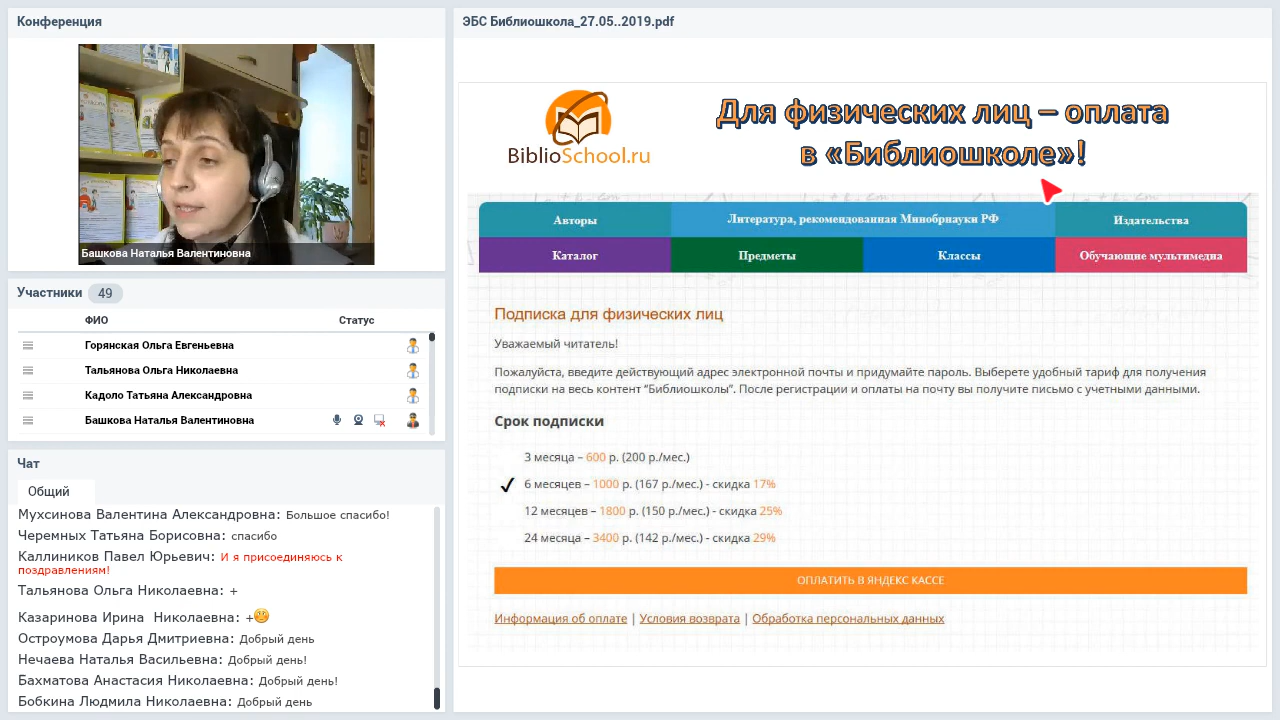 Конференция
Башкова Наталья Валентиновна
Участники 49
ФИО Статус
Горянская Ольга Евгеньевна
Тальянова Ольга Николаевна
Кадоло Татьяна Александровна
Башкова Наталья Валентиновна
Чат
Общий
Мухсинова Валентина Александровна: Большое спасибо!
Черемных Татьяна Борисовна: спасибо
Каллиников Павел Юрьевич: И я присоединяюсь к
поздравлениям!
Тальянова Ольга Николаевна: +
Казаринова Ирина Николаевна: +
Остроумова Дарья Дмитриевна: Добрый день
Нечаева Наталья Васильевна: Добрый день!
Бахматова Анастасия Николаевна: Добрый день!
Бобкина Людмила Николаевна: Добрый день
ЭБС Библиошкола_27.05..2019.pdf
BiblioSchool.ru
Для физических лиц – оплата
в «Библиошколе»!
Авторы Литература, рекомендованная Минобрнауки РФ Издательства
Каталог Предметы Классы Обучающие мультимедиа
Подписка для физических лиц
Уважаемый читатель!
Пожалуйста, введите действующий адрес электронной почты и придумайте пароль. Выберете удобный тариф для получения
подписки на весь контент “Библиошколы”. После регистрации и оплаты на почту вы получите письмо с учетными данными.
Срок подписки
3 месяца – 600 р. (200 р./мес.)
6 месяцев – 1000 р. (167 р./мес.) - скидка 17%
12 месяцев – 1800 р. (150 р./мес.) - скидка 25%
24 месяца – 3400 р. (142 р./мес.) - скидка 29%
ОПЛАТИТЬ В ЯНДЕКС КАССЕ
Информация об оплате | Условия возврата | Обработка персональных данных